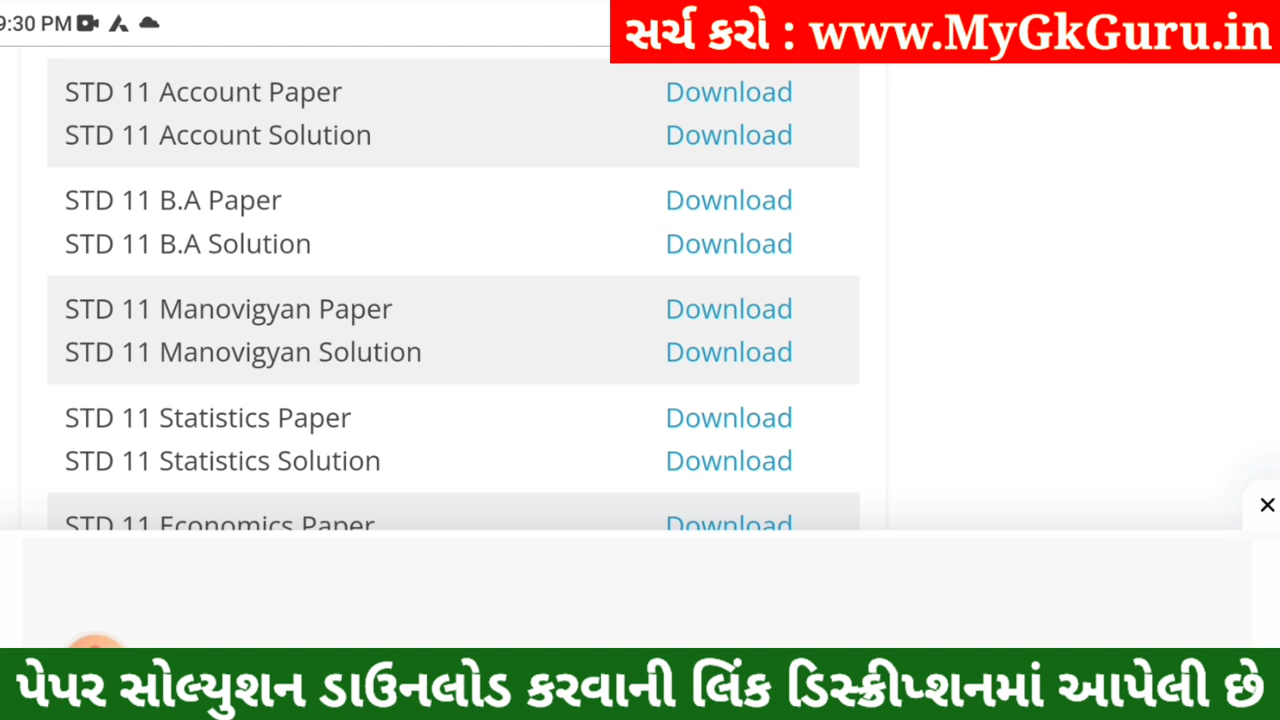 9:30 PM
સર્ચ કરો : www.MyGkGuru.in
STD 11 Account Paper Download
STD 11 Account Solution Download
STD 11 B.A Paper Download
STD 11 B.A Solution Download
STD 11 Manovigyan Paper Download
STD 11 Manovigyan Solution Download
STD 11 Statistics Paper Download
STD 11 Statistics Solution Download
STD 11 Economics Paper Download
પેપર સોલ્યુશન ડાઉનલોડ કરવાની લિંક ડિસ્ક્રીપ્શનમાં આપેલી છે